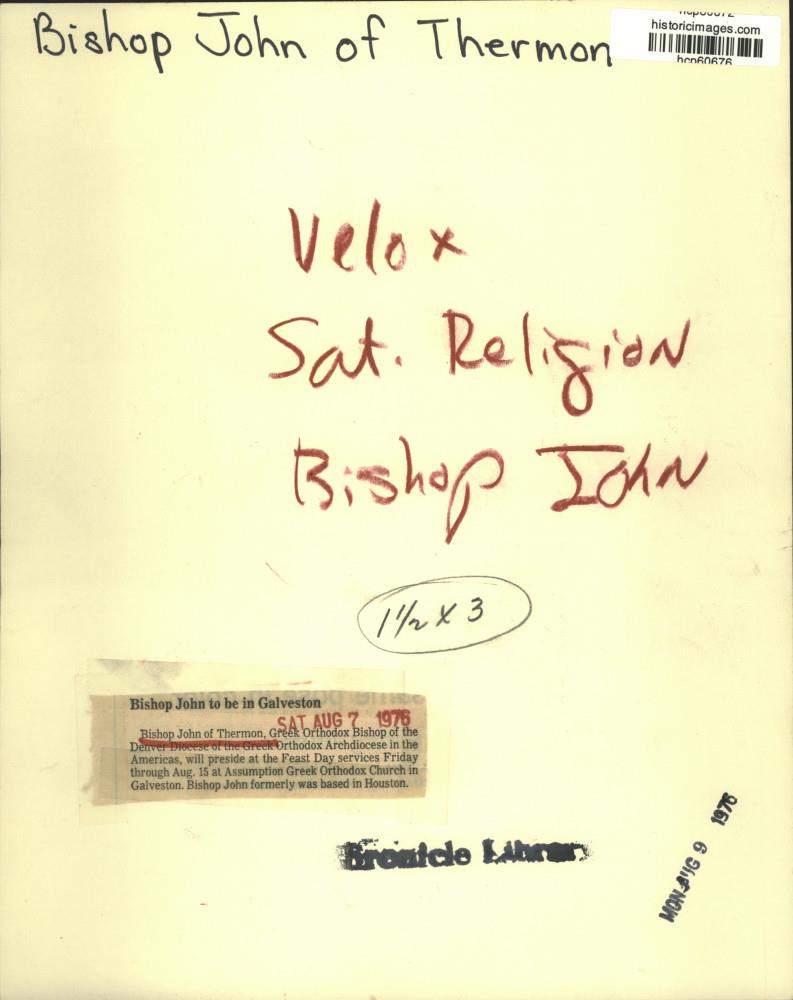 Bishop John of Thermon
historicimages.com
hcp60676
Velox
Sat. Religion
Bishop John
1 1/2 x 3
Bishop John to be in Galveston
SAT AUG 7 1976
Bishop John of Thermon, Greek Orthodox Bishop of the
Denver Diocese of the Greek Orthodox Archdiocese in the
Americas, will preside at the Feast Day services Friday
through Aug. 15 at Assumption Greek Orthodox Church in
Galveston. Bishop John formerly was based in Houston.
MON AUG 9 1976